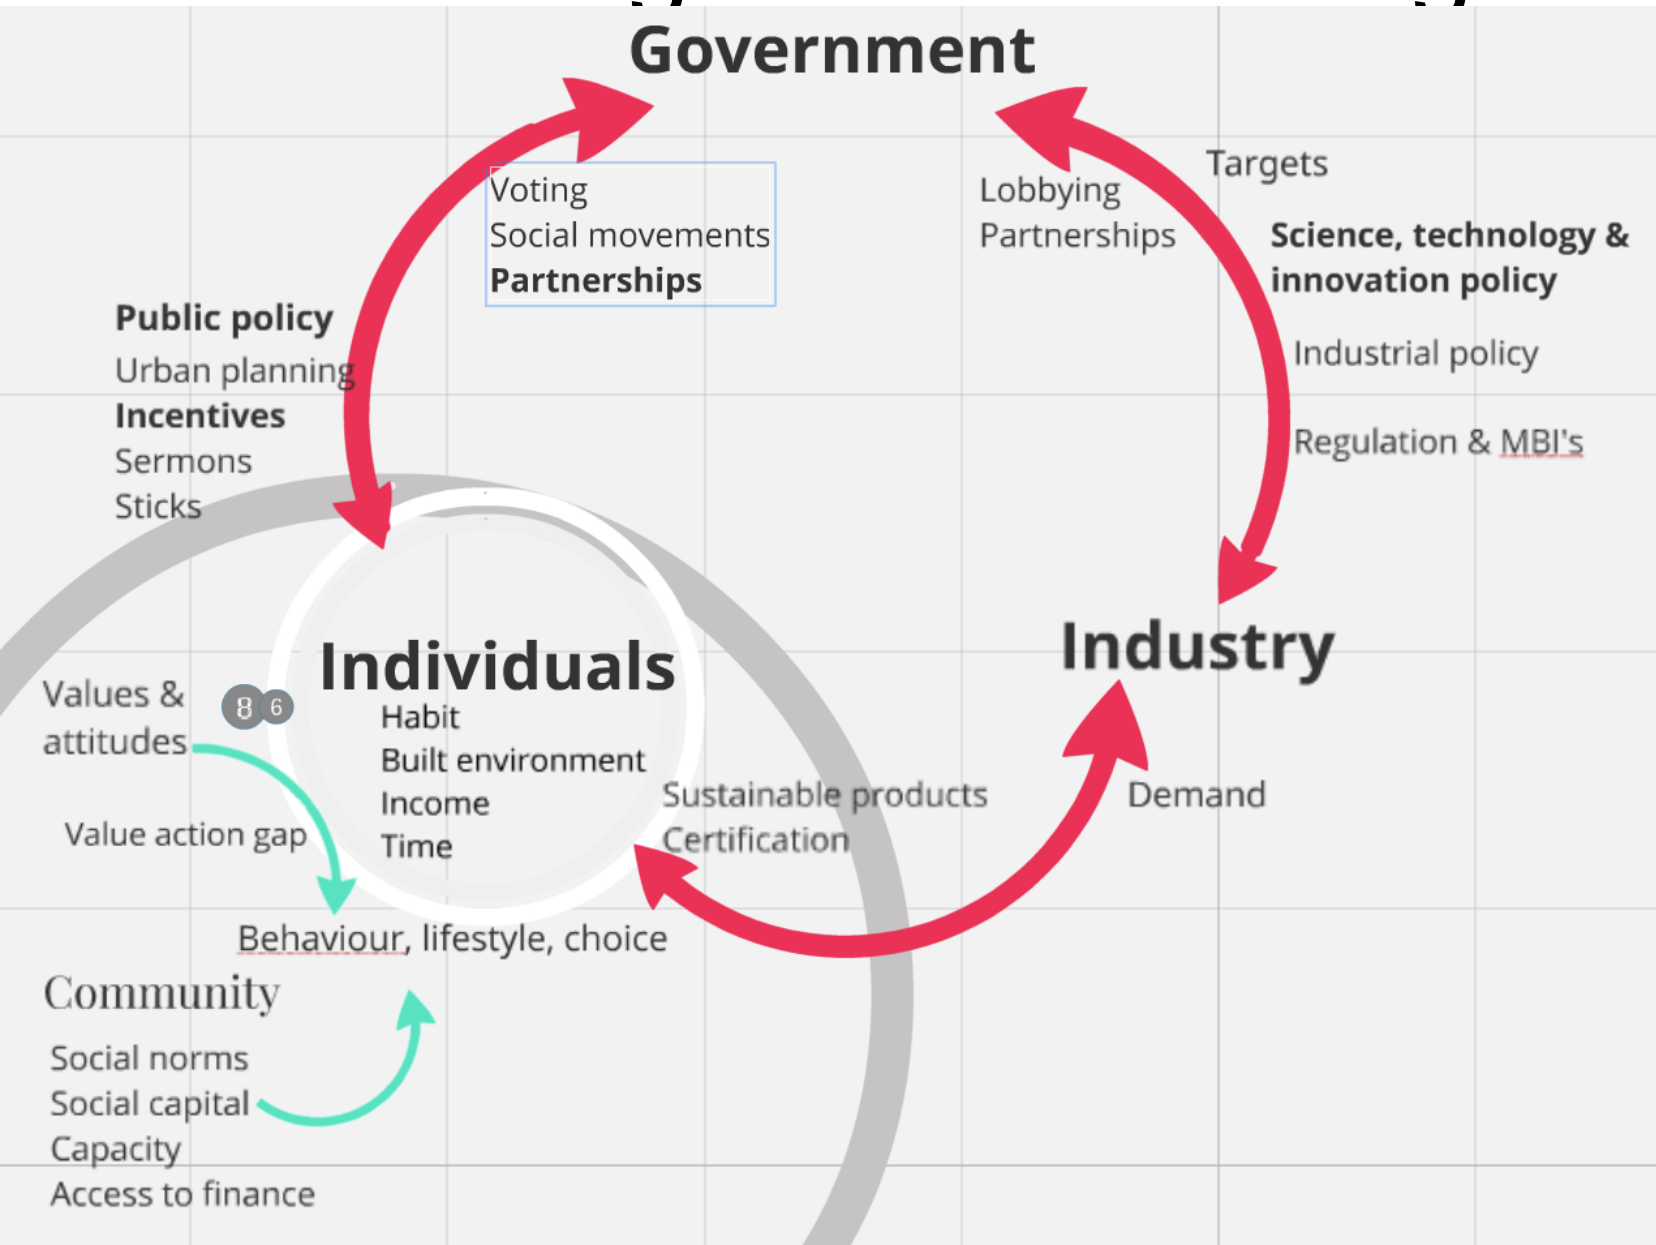 Government
Voting
Social movements
Partnerships
Lobbying
Partnerships
Targets
Science, technology &
innovation policy
Industrial policy
Regulation & MBI's
Public policy
Urban planning
Incentives
Sermons
Sticks
Individuals
Habit
Built environment
Income
Time
Industry
Values &
attitudes
8 6
Value action gap
Sustainable products
Certification
Demand
Behaviour, lifestyle, choice
Community
Social norms
Social capital
Capacity
Access to finance